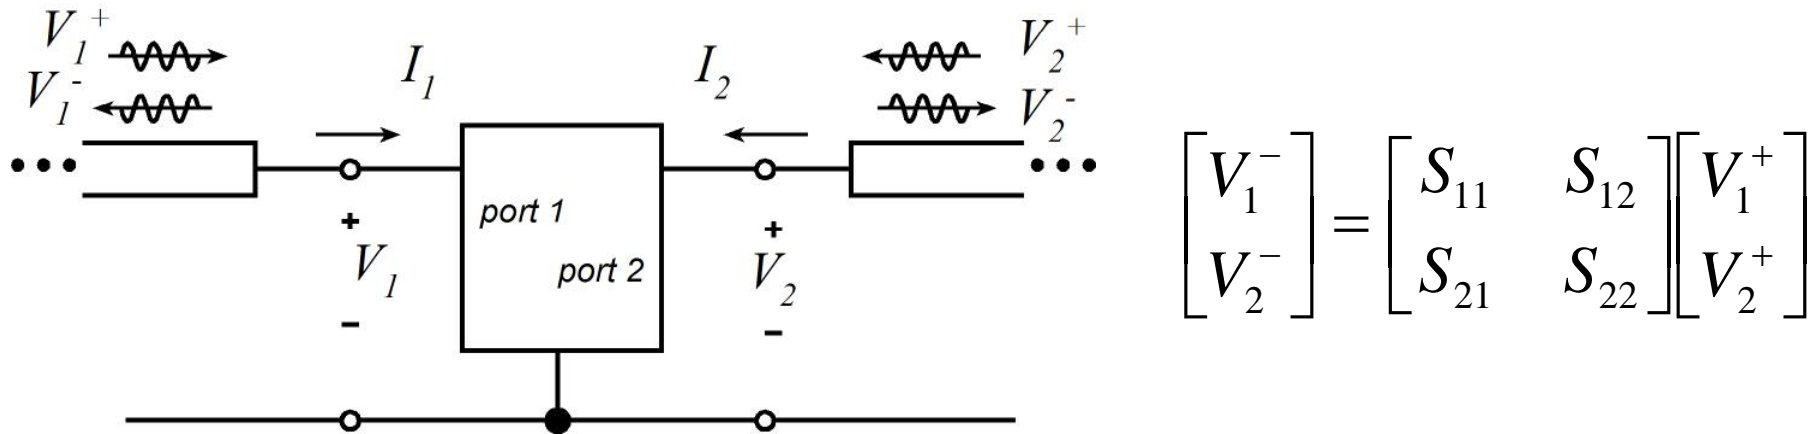 V₁⁺
V₁⁻
I₁
I₂
V₂⁺
V₂⁻
port 1
port 2
+
V₁
-
+
V₂
-
[V₁⁻ V₂⁻] = [S₁₁ S₁₂ S₂₁ S₂₂] [V₁⁺ V₂⁺]